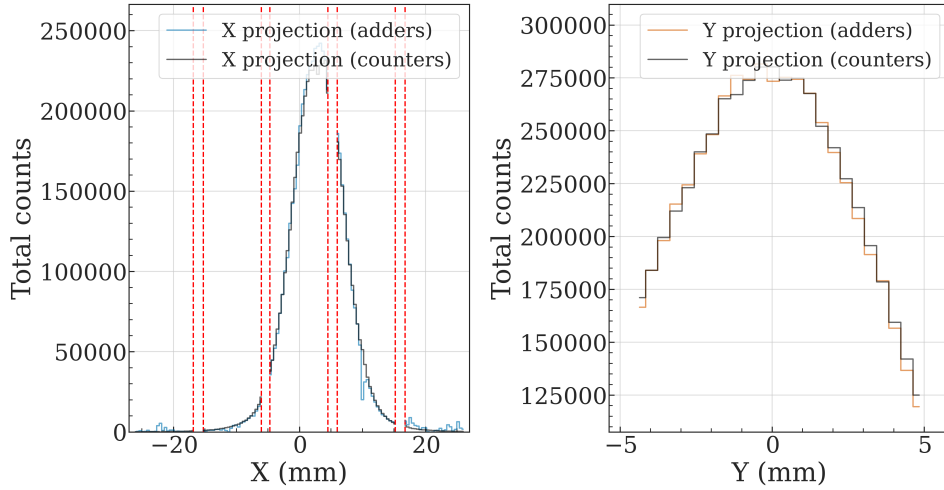 X projection (adders)
X projection (counters)
250000
200000
150000
100000
50000
0
Total counts
−20
0
20
X (mm)
Y projection (adders)
Y projection (counters)
300000
275000
250000
225000
200000
175000
150000
125000
Total counts
−5
0
5
Y (mm)